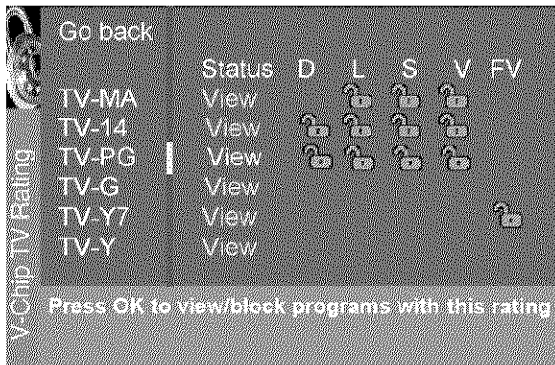 Go back
Status D L S V FV
TV-MA View
TV-14 View
TV-PG View
TV-G View
TV-Y7 View
TV-Y View
V-Chip TV Rating
Press OK to view/block programs with this rating